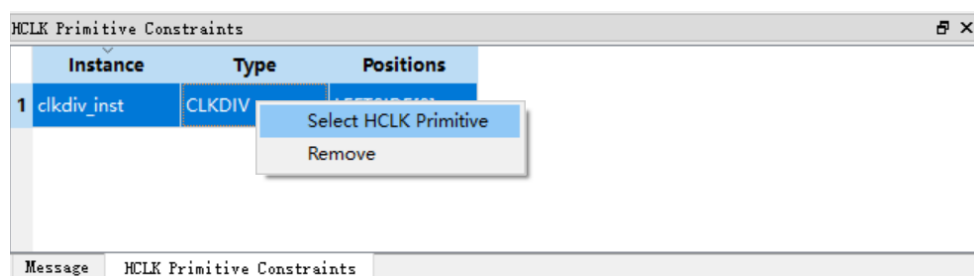 HCLK Primitive Constraints
Instance Type Positions
1 clkdiv_inst CLKDIV
Select HCLK Primitive
Remove
Message HCLK Primitive Constraints